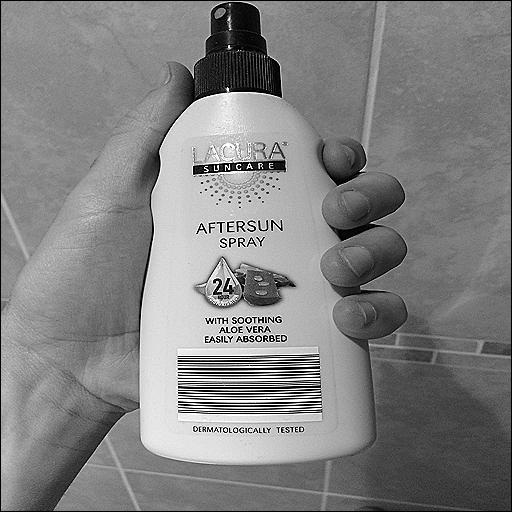 LACURA
SUNCARE
AFTERSUN
SPRAY
24
WITH SOOTHING
ALOE VERA
EASILY ABSORBED
DERMATOLOGICALLY TESTED